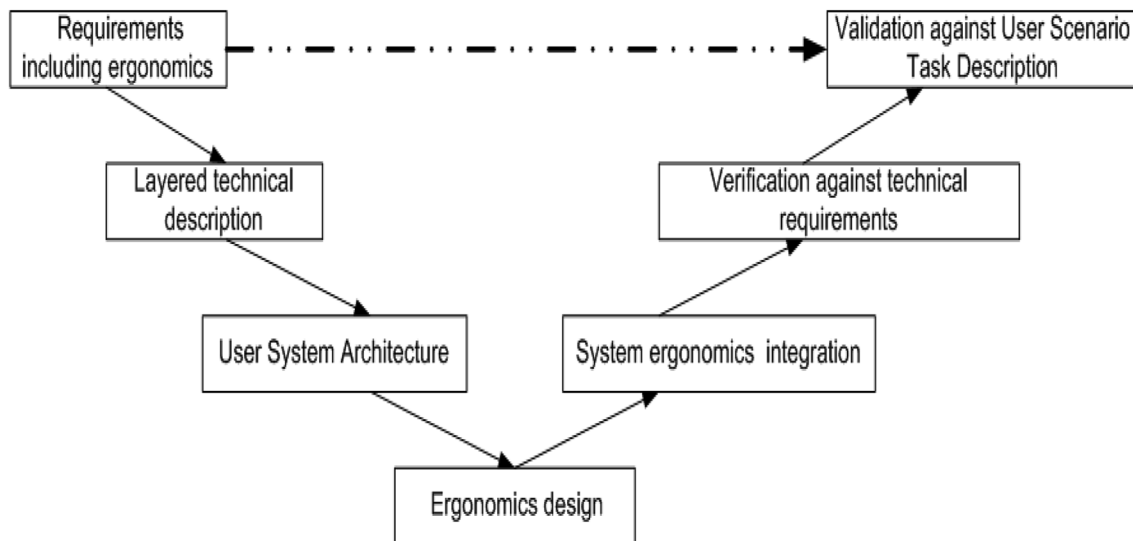 Requirements
including ergonomics
Validation against User Scenario
Task Description
Layered technical
description
Verification against technical
requirements
User System Architecture
System ergonomics integration
Ergonomics design